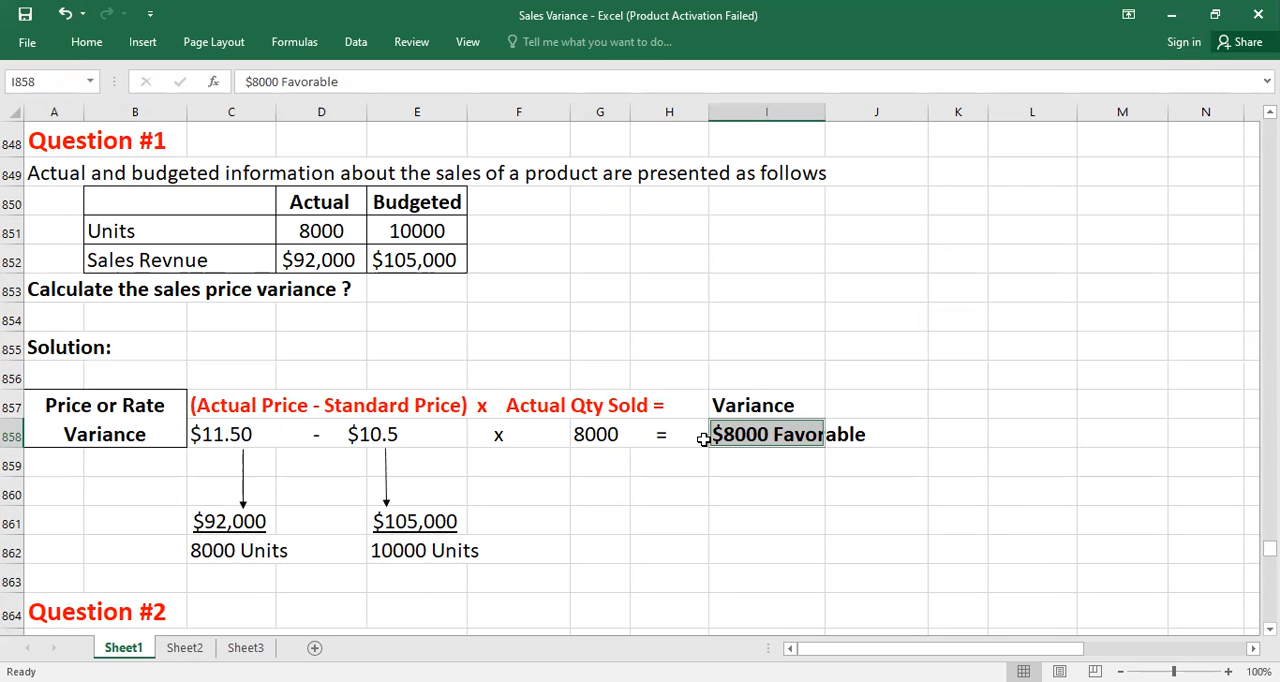 Sales Variance - Excel (Product Activation Failed)
File Home Insert Page Layout Formulas Data Review View Tell me what you want to do... Sign in Share
I858 fx $8000 Favorable
A B C D E F G H I J K L M N
848 Question #1
849 Actual and budgeted information about the sales of a product are presented as follows
850 Actual Budgeted
851 Units 8000 10000
852 Sales Revnue $92,000 $105,000
853 Calculate the sales price variance ?
854
855 Solution:
856
857 Price or Rate (Actual Price - Standard Price) x Actual Qty Sold = Variance
858 Variance $11.50 - $10.5 x 8000 = $8000 Favorable
859
860
861 $92,000 $105,000
862 8000 Units 10000 Units
863
864 Question #2
Sheet1 Sheet2 Sheet3
Ready 100%